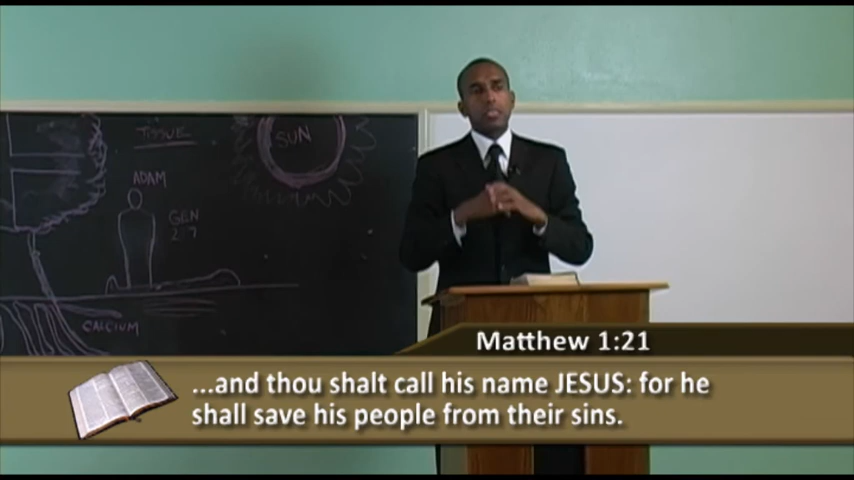 TISSUE
SUN
ADAM
GEN
2:7
CALCIUM
Matthew 1:21
...and thou shalt call his name JESUS: for he
shall save his people from their sins.